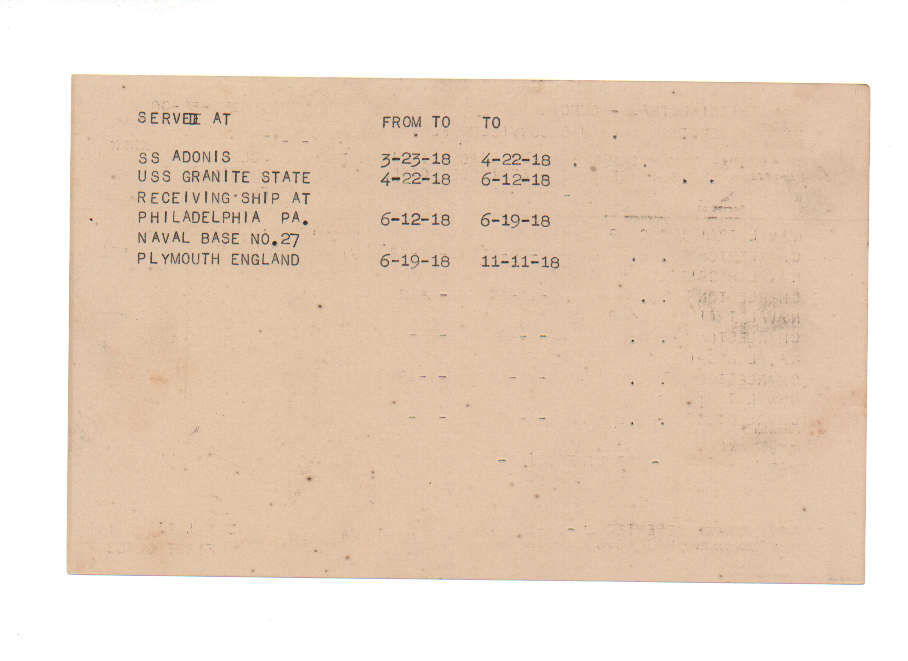 SERVED AT FROM TO TO
SS ADONIS 3-23-18 4-22-18
USS GRANITE STATE 4-22-18 6-12-18
RECEIVING SHIP AT
PHILADELPHIA PA. 6-12-18 6-19-18
NAVAL BASE NO.27
PLYMOUTH ENGLAND 6-19-18 11-11-18